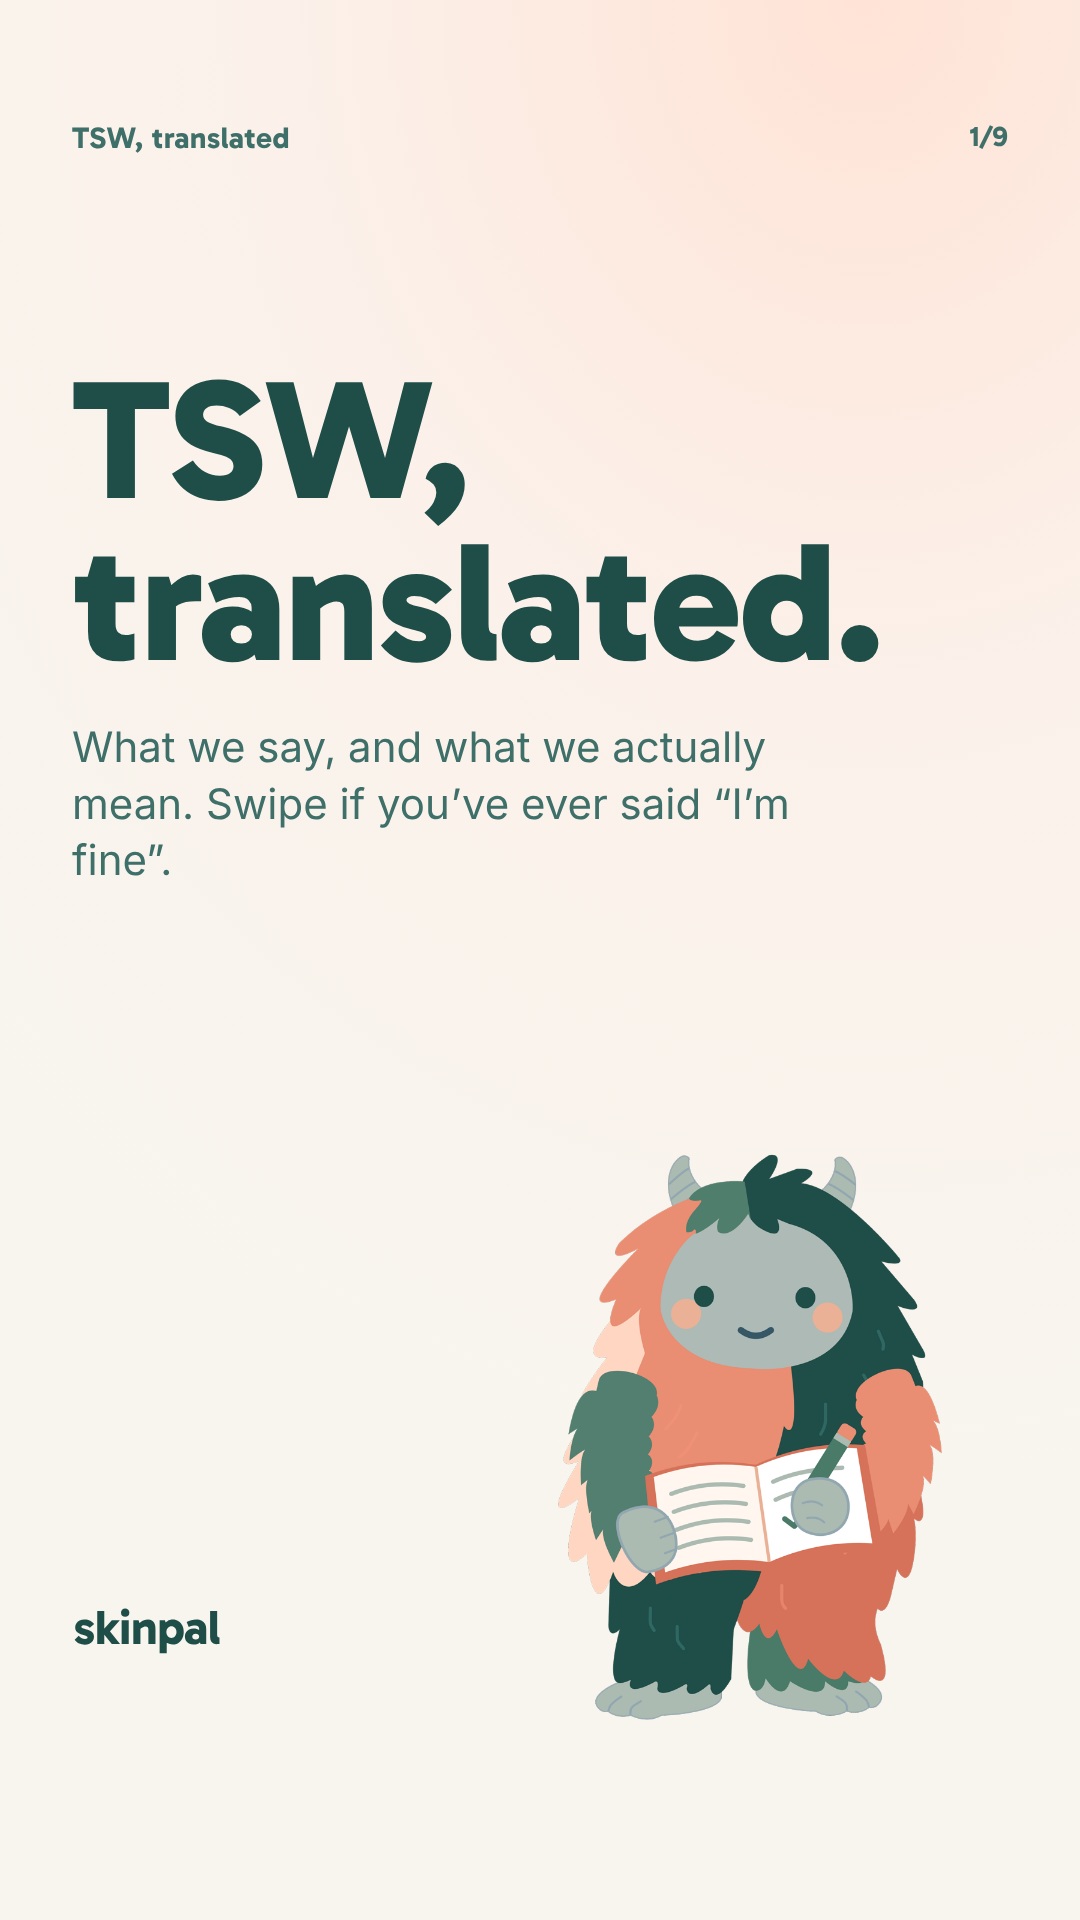 TSW, translated
1/9
TSW,
translated.
What we say, and what we actually
mean. Swipe if you’ve ever said “I’m
fine”.
skinpal